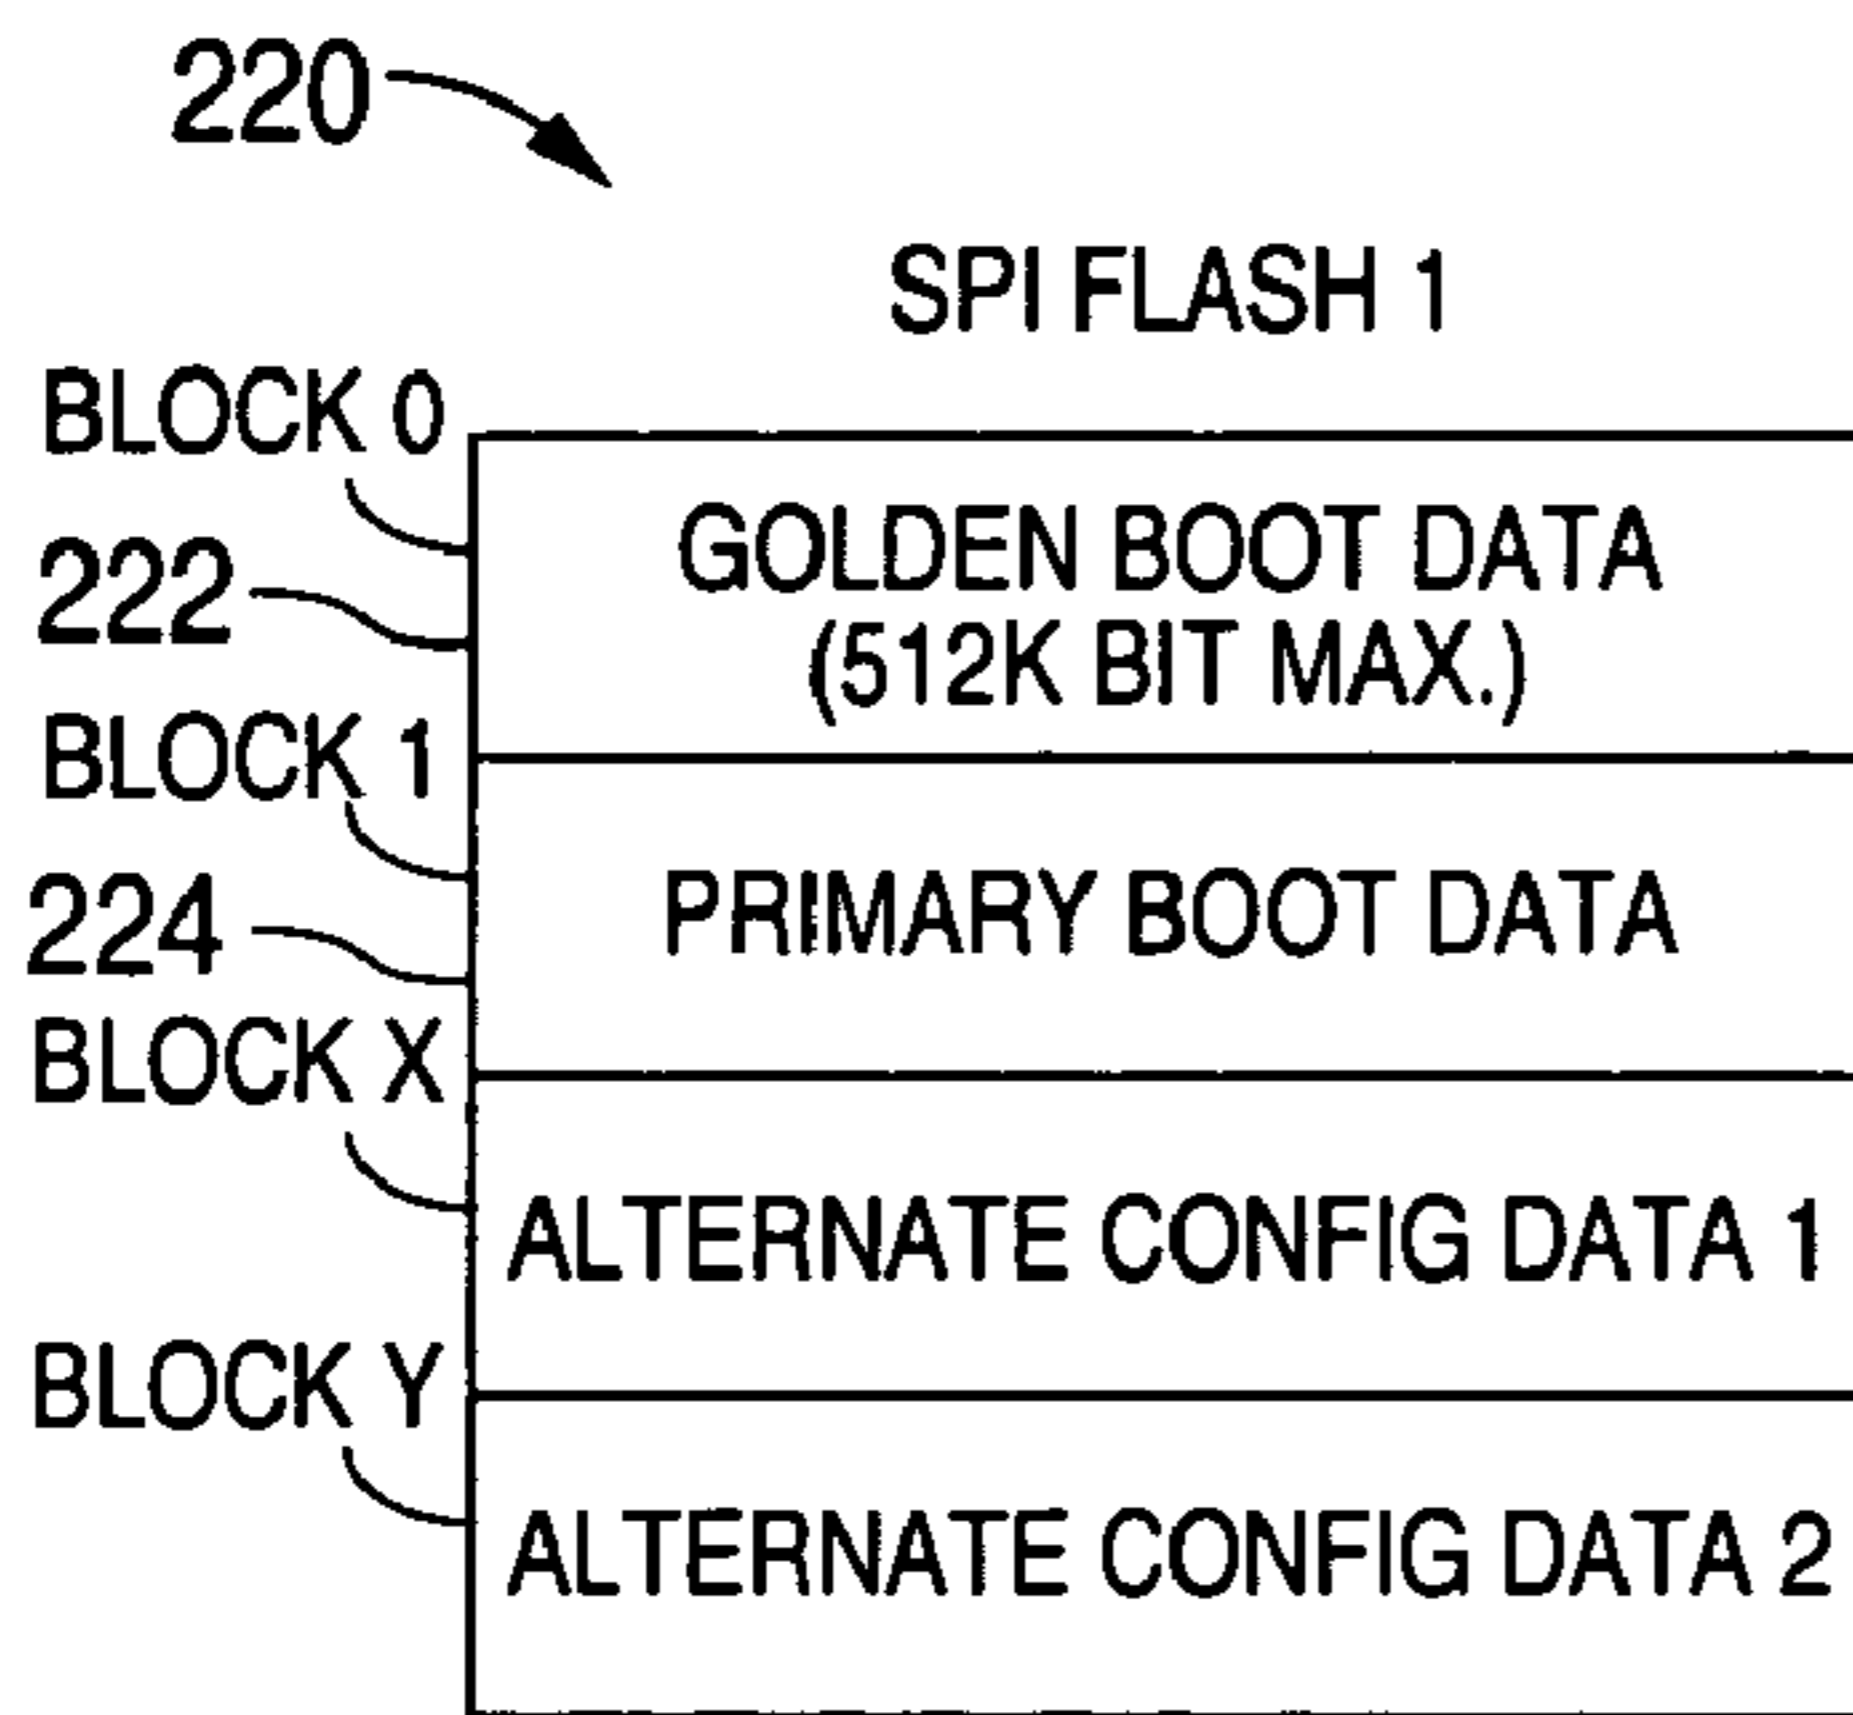 220
SPI FLASH 1
BLOCK 0
GOLDEN BOOT DATA
222
(512K BIT MAX.)
BLOCK 1
PRIMARY BOOT DATA
224
BLOCK X
ALTERNATE CONFIG DATA 1
BLOCK Y
ALTERNATE CONFIG DATA 2